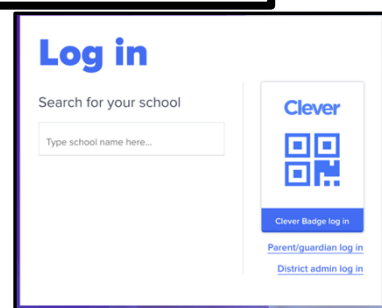 Log in
Search for your school
Type school name here...
Clever
Clever Badge log in
Parent/guardian log in
District admin log in